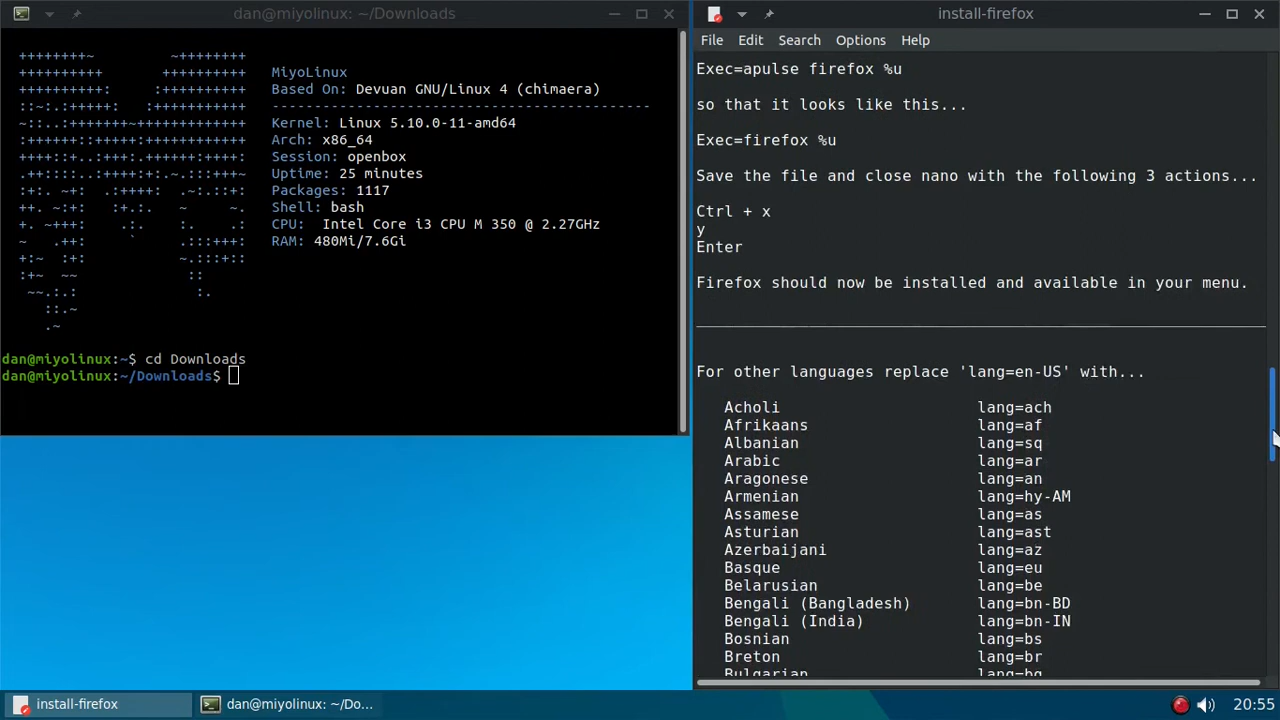 dan@miyolinux: ~/Downloads
MiyoLinux
Based On: Devuan GNU/Linux 4 (chimaera)
---------------------------------------------
Kernel: Linux 5.10.0-11-amd64
Arch: x86_64
Session: openbox
Uptime: 25 minutes
Packages: 1117
Shell: bash
CPU:  Intel Core i3 CPU M 350 @ 2.27GHz
RAM: 480Mi/7.6Gi
dan@miyolinux:~$ cd Downloads
dan@miyolinux:~/Downloads$
install-firefox
File Edit Search Options Help
Exec=apulse firefox %u
so that it looks like this...
Exec=firefox %u
Save the file and close nano with the following 3 actions...
Ctrl + x
y
Enter
Firefox should now be installed and available in your menu.
For other languages replace 'lang=en-US' with...
Acholi lang=ach
Afrikaans lang=af
Albanian lang=sq
Arabic lang=ar
Aragonese lang=an
Armenian lang=hy-AM
Assamese lang=as
Asturian lang=ast
Azerbaijani lang=az
Basque lang=eu
Belarusian lang=be
Bengali (Bangladesh) lang=bn-BD
Bengali (India) lang=bn-IN
Bosnian lang=bs
Breton lang=br
Bulgarian lang=bg
install-firefox
dan@miyolinux: ~/Do...
20:55